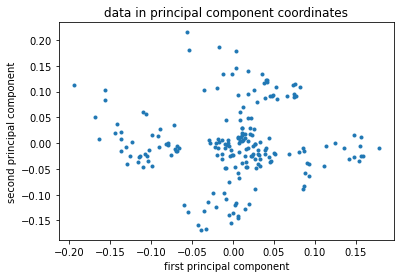 data in principal component coordinates
second principal component
0.20
0.15
0.10
0.05
0.00
−0.05
−0.10
−0.15
−0.20 −0.15 −0.10 −0.05 0.00 0.05 0.10 0.15
first principal component